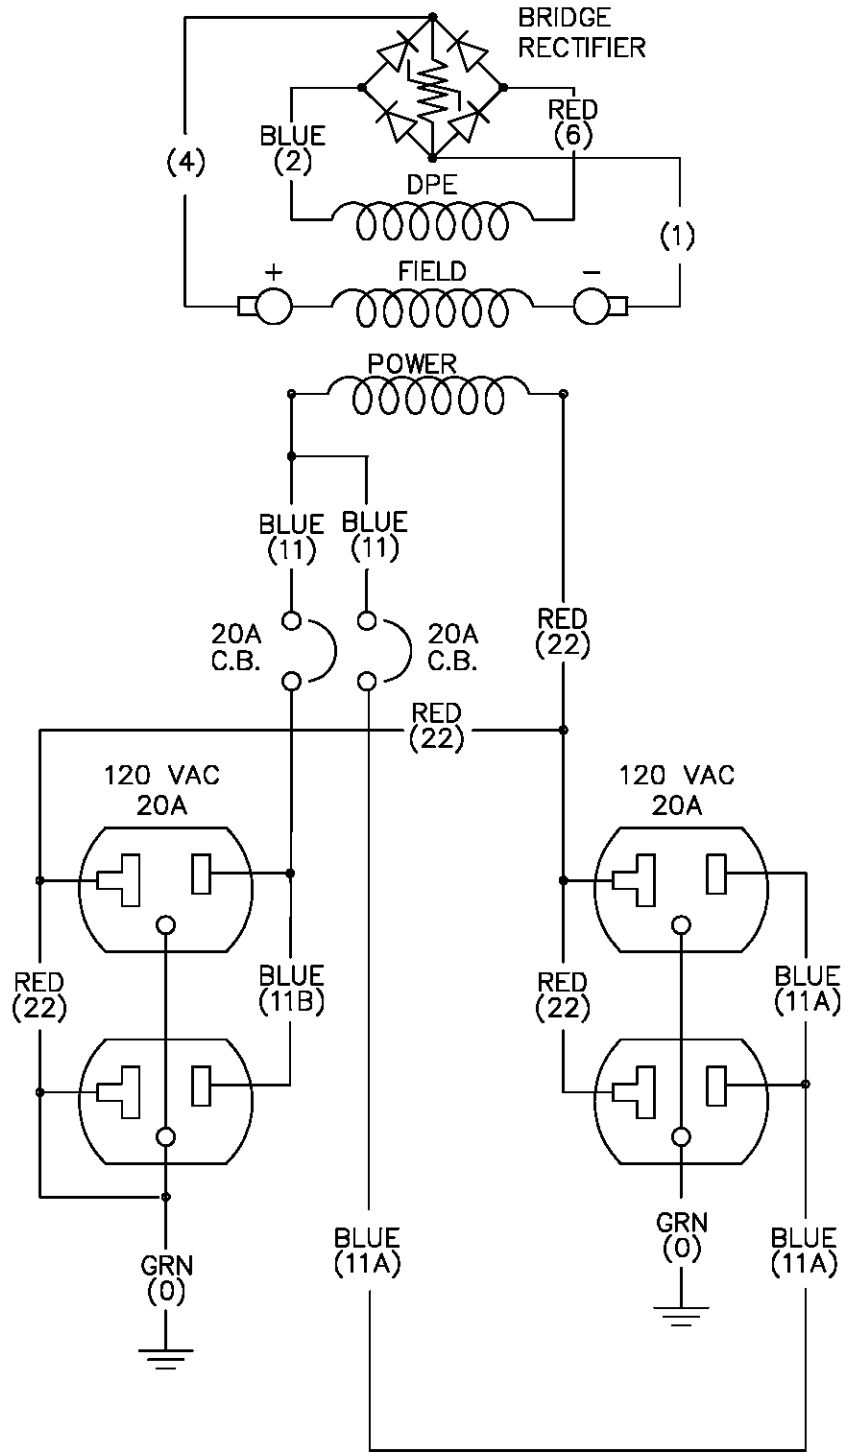 BRIDGE
RECTIFIER
BLUE
(2)
RED
(6)
(4)
DPE
(1)
+
FIELD
−
POWER
BLUE
(11)
BLUE
(11)
20A
C.B.
20A
C.B.
RED
(22)
RED
(22)
120 VAC
20A
120 VAC
20A
RED
(22)
BLUE
(11B)
RED
(22)
BLUE
(11A)
GRN
(0)
BLUE
(11A)
GRN
(0)
BLUE
(11A)